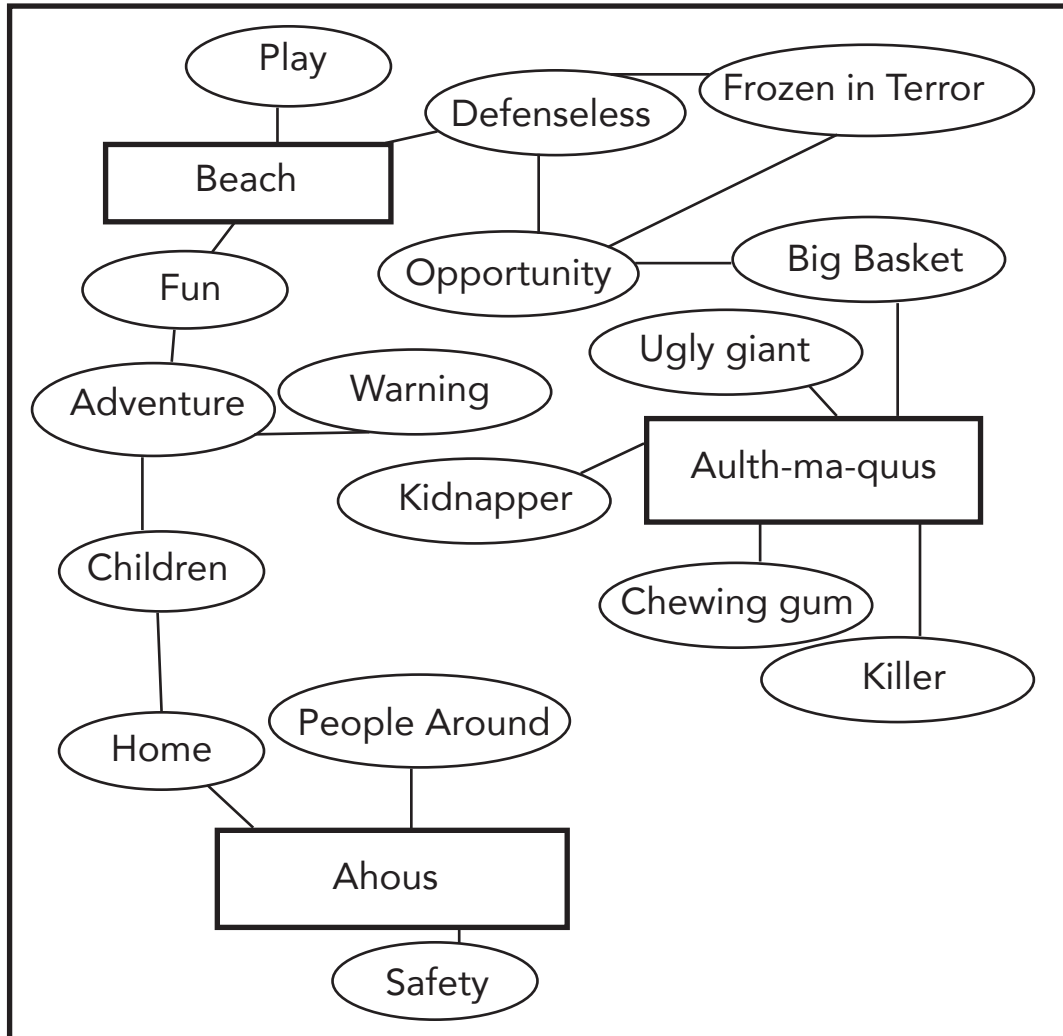 Play
Defenseless
Frozen in Terror
Beach
Opportunity
Big Basket
Fun
Ugly giant
Adventure
Warning
Aulth-ma-quus
Kidnapper
Children
Chewing gum
Killer
People Around
Home
Ahous
Safety